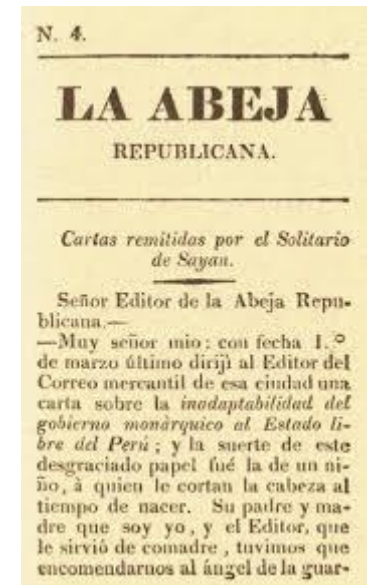 N. 4.
LA ABEJA
REPUBLICANA.
Cartas remitidas por el Solitario
de Sayan.
Señor Editor de la Abeja Repu-
blicana.—
—Muy señor mio: con fecha 1.º
de marzo último dirijì al Editor del
Correo mercantil de esa ciudad una
carta sobre la inadaptabilidad del
gobierno monárquico al Estado li-
bre del Perú; y la suerte de este
desgraciado papel fué la de un ni-
ño, à quien le cortan la cabeza al
tiempo de nacer. Su padre y ma-
dre que soy yo, y el Editor, que
le sirvió de comadre, tuvimos que
encomendarnos al ángel de la guar-